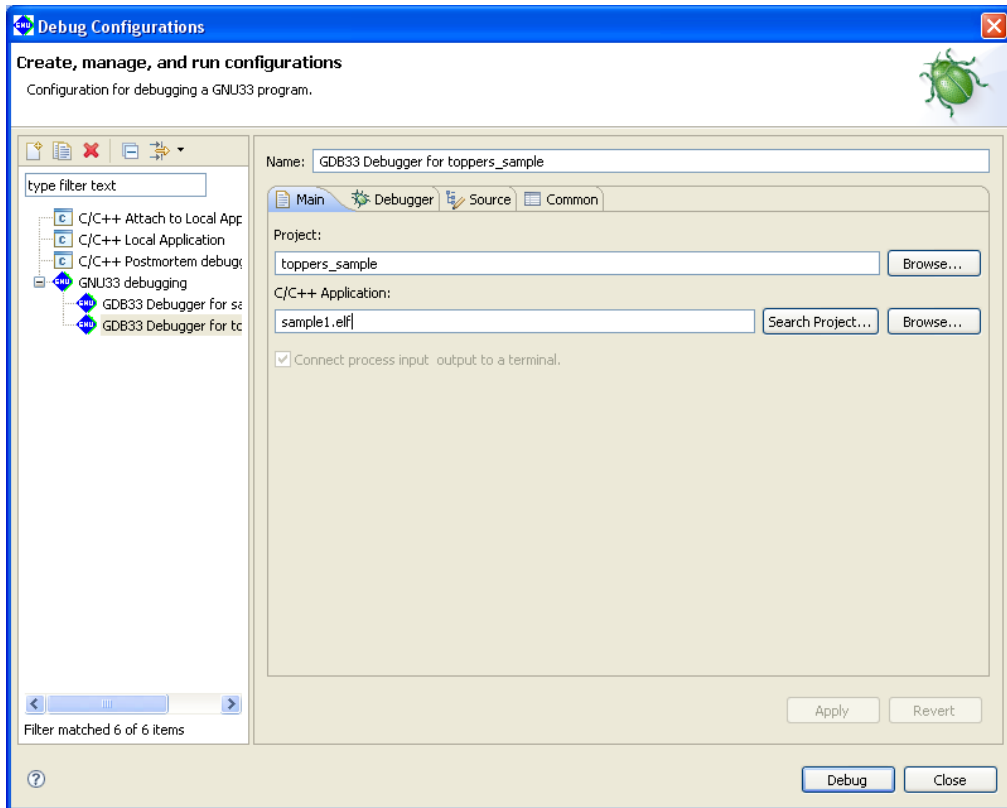 Debug Configurations
Create, manage, and run configurations
Configuration for debugging a GNU33 program.
type filter text
C/C++ Attach to Local App
C/C++ Local Application
C/C++ Postmortem debugg
GNU33 debugging
GDB33 Debugger for sa
GDB33 Debugger for to
Filter matched 6 of 6 items
Name: GDB33 Debugger for toppers_sample
Main Debugger Source Common
Project:
toppers_sample Browse...
C/C++ Application:
sample1.elf Search Project... Browse...
Connect process input output to a terminal.
Apply Revert
? Debug Close